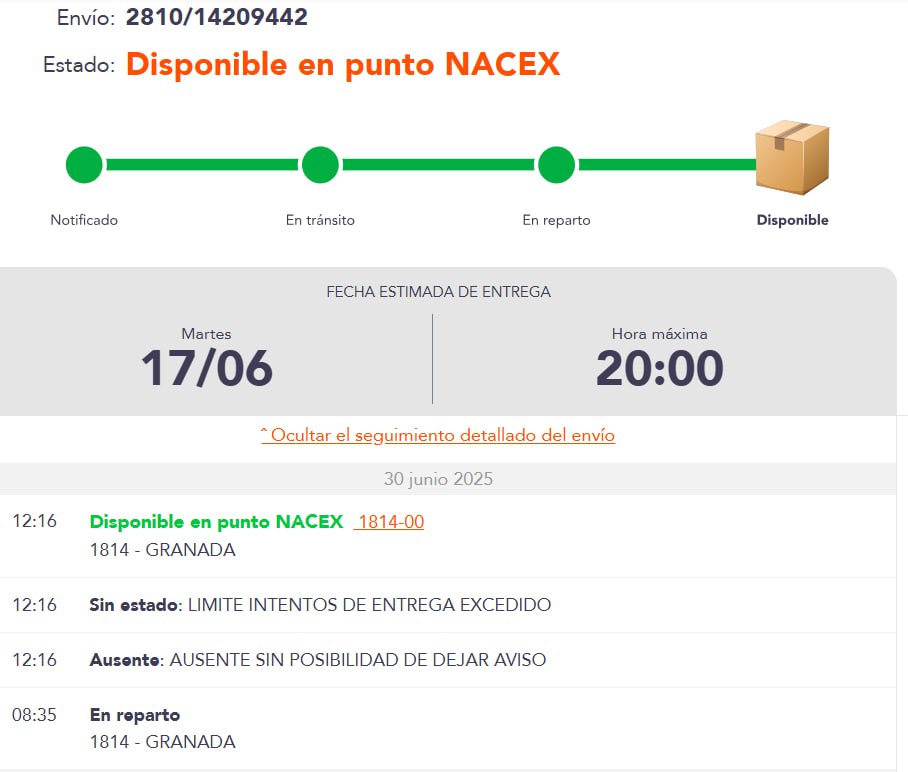 Envío: 2810/14209442
Estado: Disponible en punto NACEX
Notificado En tránsito En reparto Disponible
FECHA ESTIMADA DE ENTREGA
Martes Hora máxima
17/06 20:00
ˆ Ocultar el seguimiento detallado del envío
30 junio 2025
12:16 Disponible en punto NACEX 1814-00
1814 - GRANADA
12:16 Sin estado: LIMITE INTENTOS DE ENTREGA EXCEDIDO
12:16 Ausente: AUSENTE SIN POSIBILIDAD DE DEJAR AVISO
08:35 En reparto
1814 - GRANADA